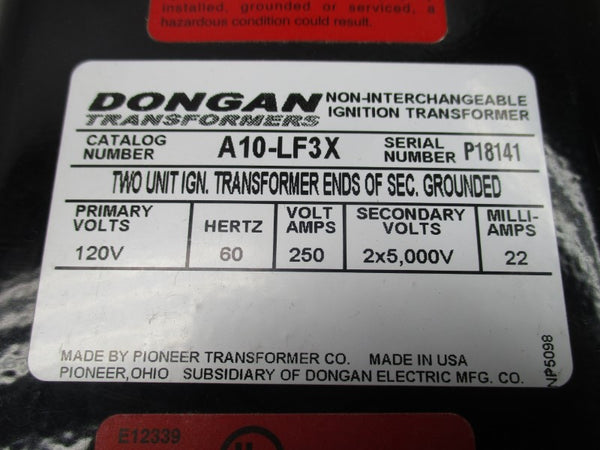 installed, grounded or serviced, a
hazardous condition could result.
DONGAN
TRANSFORMERS
NON-INTERCHANGEABLE
IGNITION TRANSFORMER
CATALOG
NUMBER
A10-LF3X
SERIAL
NUMBER P18141
TWO UNIT IGN. TRANSFORMER ENDS OF SEC. GROUNDED
PRIMARY
VOLTS
120V
HERTZ
60
VOLT
AMPS
250
SECONDARY
VOLTS
2x5,000V
MILLI-
AMPS
22
MADE BY PIONEER TRANSFORMER CO. MADE IN USA
PIONEER,OHIO SUBSIDIARY OF DONGAN ELECTRIC MFG. CO.
NP5098
E12339